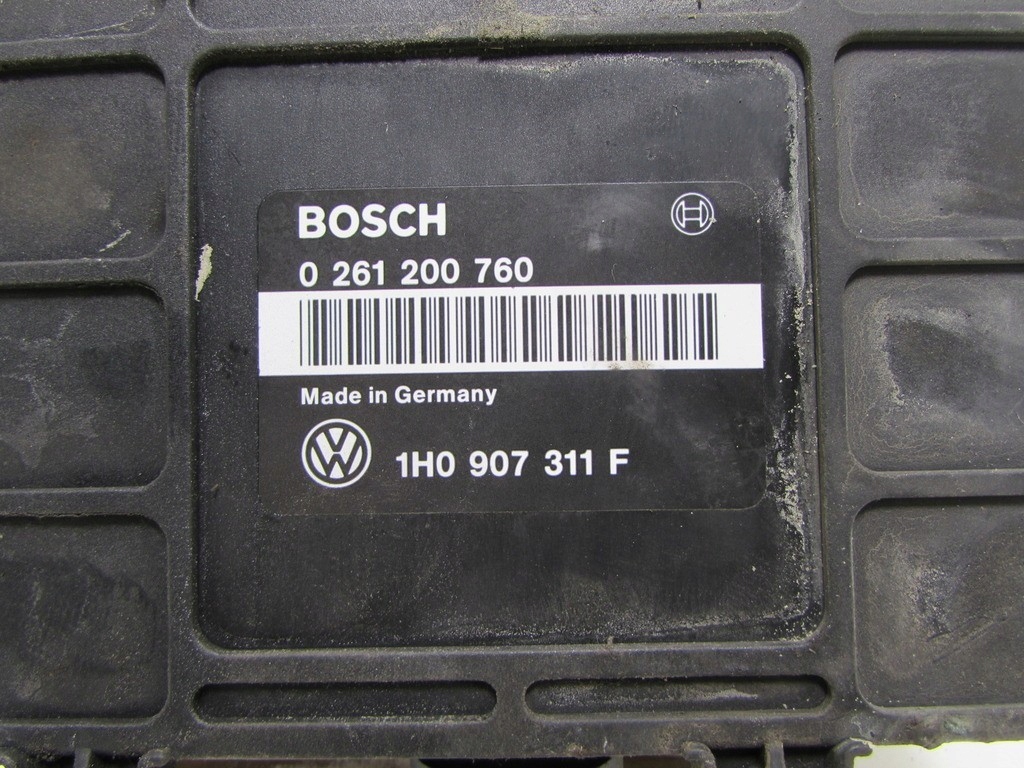 BOSCH
0 261 200 760
Made in Germany
1H0 907 311 F